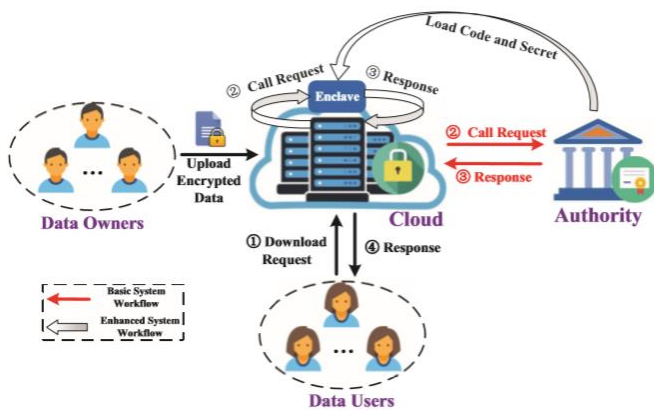 Load Code and Secret
② Call Request
③ Response
Enclave
Upload
Encrypted
Data
② Call Request
③ Response
Data Owners
Cloud
Authority
① Download
Request
④ Response
Basic System
Workflow
Enhanced System
Workflow
Data Users